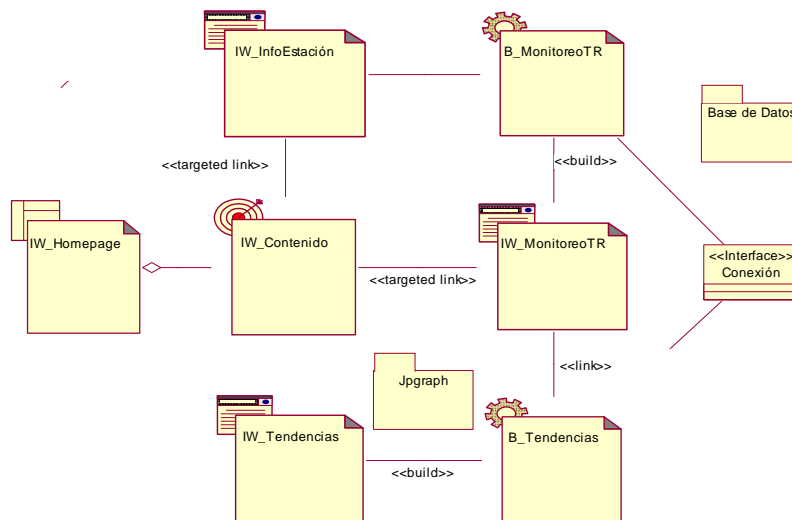 IW_InfoEstación
B_MonitoreoTR
Base de Datos
<<targeted link>>
<<build>>
IW_Homepage
IW_Contenido
IW_MonitoreoTR
<<Interface>>
Conexión
<<targeted link>>
<<link>>
Jpgraph
IW_Tendencias
B_Tendencias
<<build>>